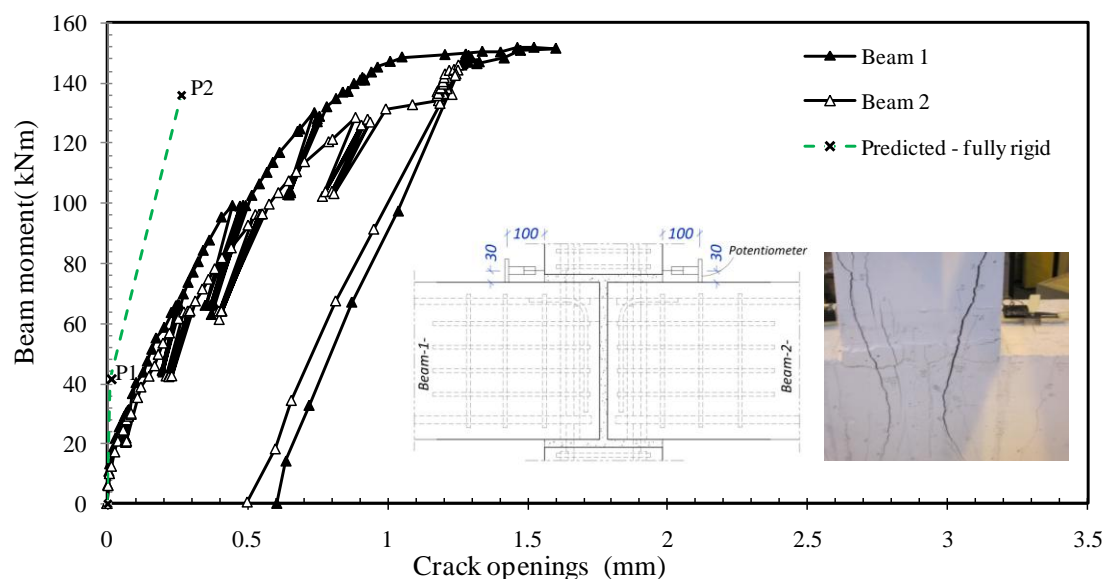 160
140
120
100
80
60
40
20
0
Beam moment( kNm)
0
0.5
1
1.5
2
2.5
3
3.5
Crack openings (mm)
P2
P1
Beam 1
Beam 2
Predicted - fully rigid
100
100
30
30
Potentiometer
Beam-1-
Beam-2-